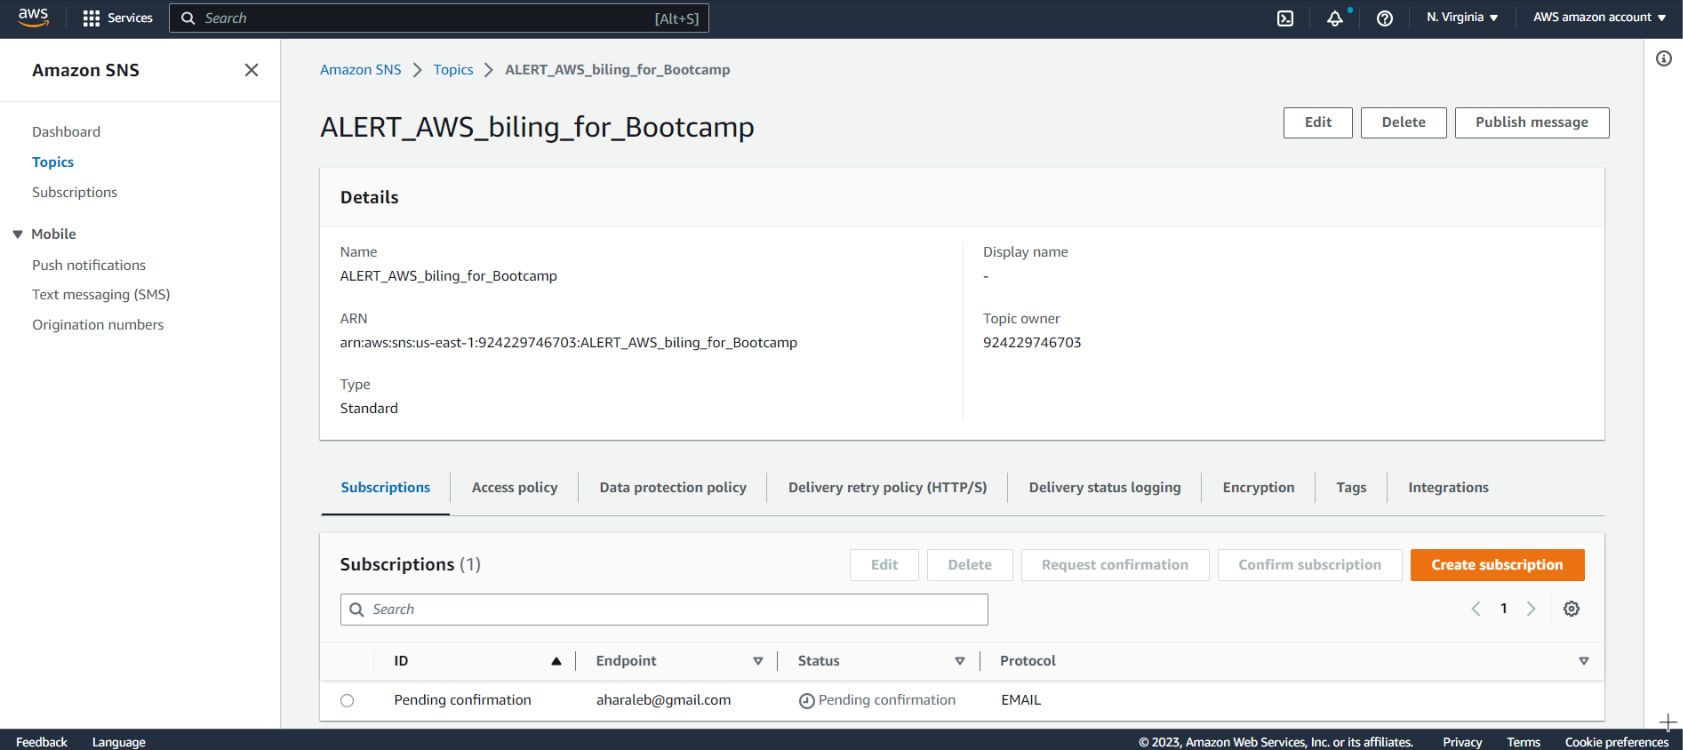 aws
Services
Search
[Alt+S]
N. Virginia
AWS amazon account
Amazon SNS
Dashboard
Topics
Subscriptions
Mobile
Push notifications
Text messaging (SMS)
Origination numbers
Amazon SNS
Topics
ALERT_AWS_biling_for_Bootcamp
ALERT_AWS_biling_for_Bootcamp
Edit
Delete
Publish message
Details
Name
ALERT_AWS_biling_for_Bootcamp
Display name
-
ARN
arn:aws:sns:us-east-1:924229746703:ALERT_AWS_biling_for_Bootcamp
Topic owner
924229746703
Type
Standard
Subscriptions
Access policy
Data protection policy
Delivery retry policy (HTTP/S)
Delivery status logging
Encryption
Tags
Integrations
Subscriptions (1)
Edit
Delete
Request confirmation
Confirm subscription
Create subscription
Search
1
ID
Endpoint
Status
Protocol
Pending confirmation
aharaleb@gmail.com
Pending confirmation
EMAIL
Feedback
Language
© 2023, Amazon Web Services, Inc. or its affiliates.
Privacy
Terms
Cookie preferences